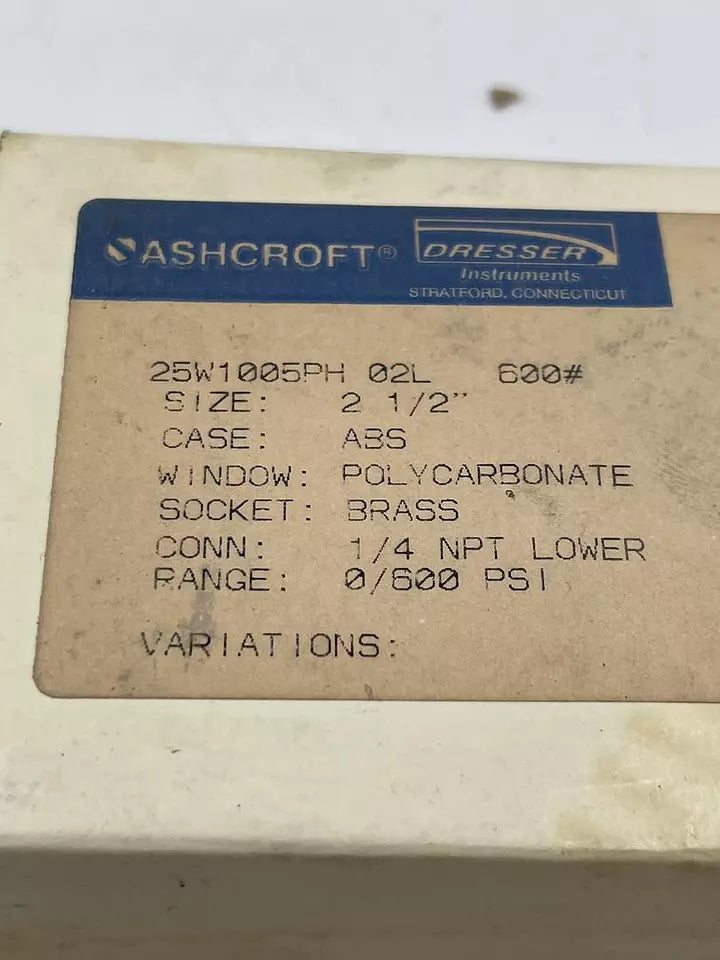 ASHCROFT® DRESSER
Instruments
STRATFORD, CONNECTICUT
25W1005PH 02L 600#
SIZE: 2 1/2"
CASE: ABS
WINDOW: POLYCARBONATE
SOCKET: BRASS
CONN: 1/4 NPT LOWER
RANGE: 0/600 PSI
VARIATIONS: